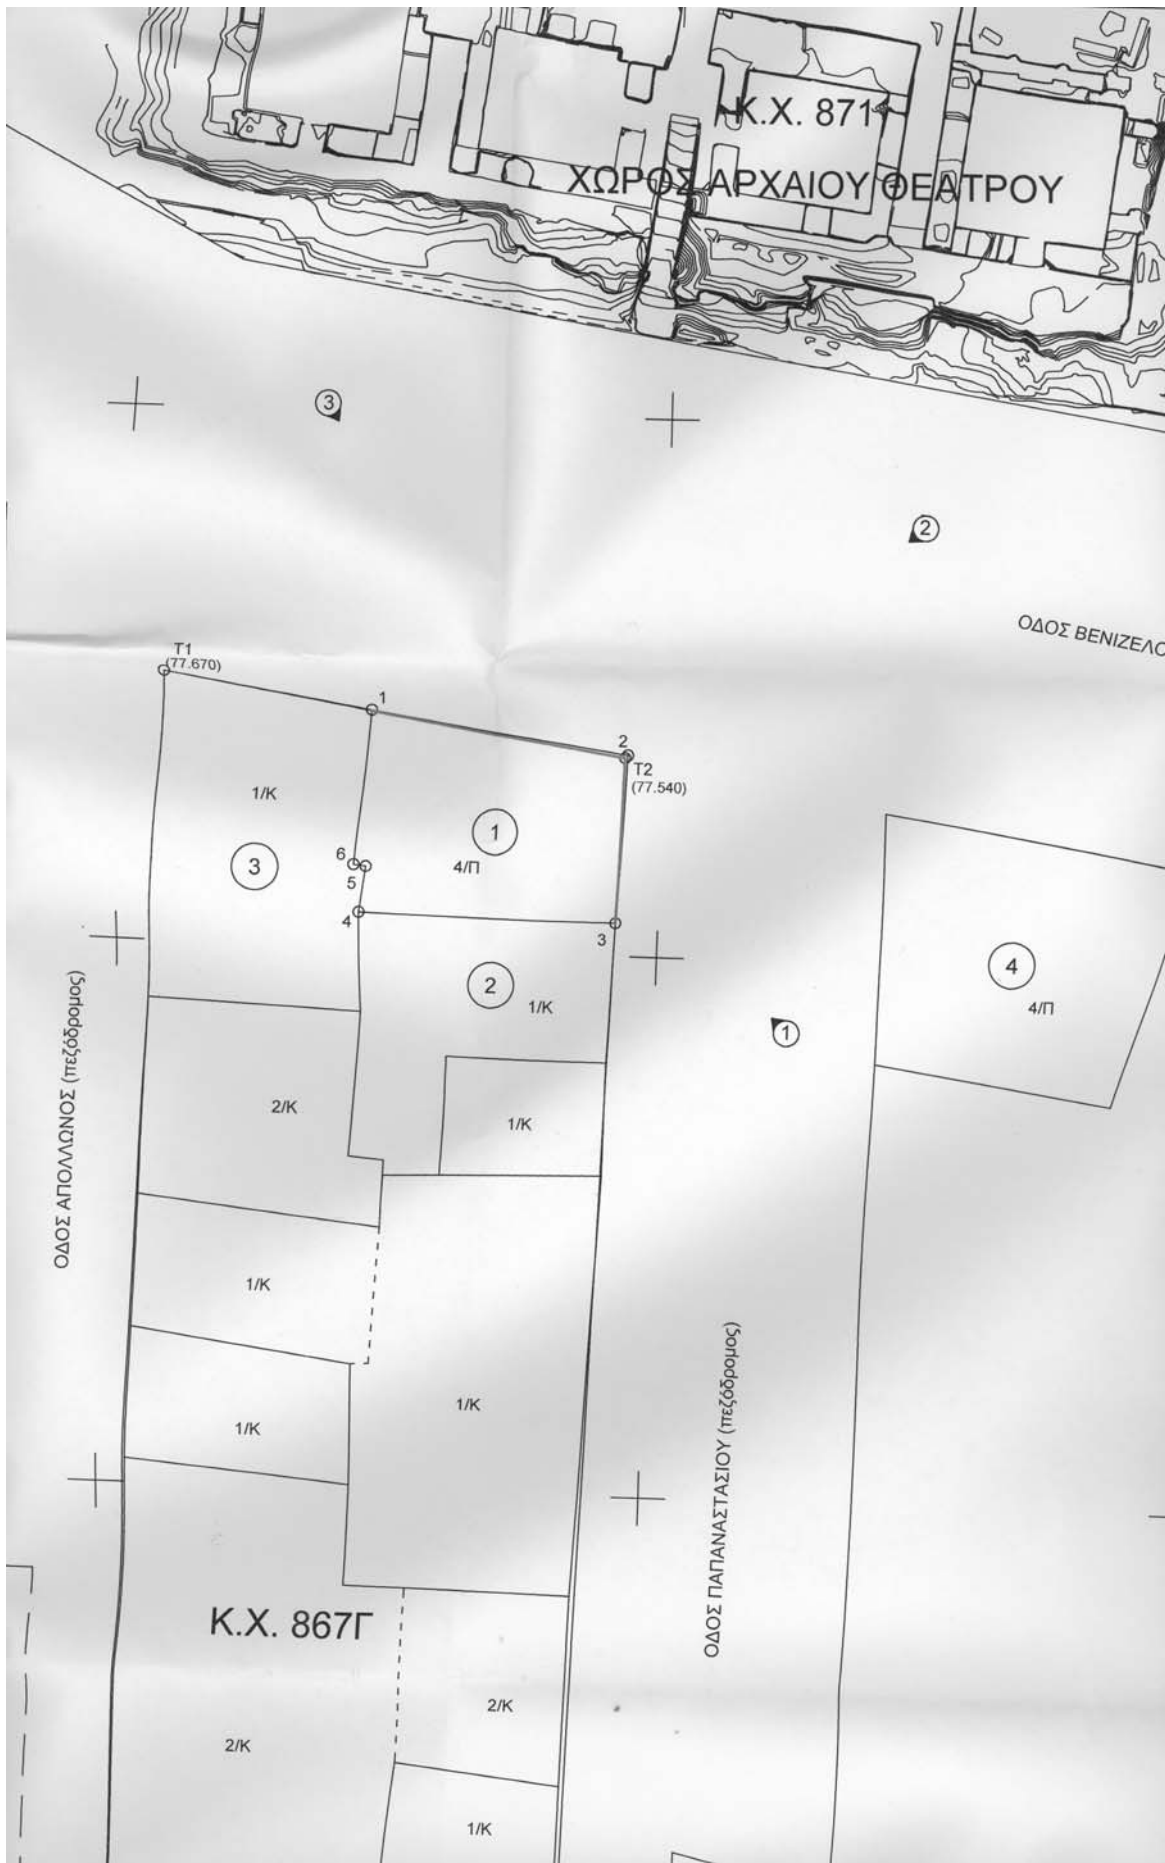 Κ.Χ. 871
ΧΩΡΟΣ ΑΡΧΑΙΟΥ ΘΕΑΤΡΟΥ
3
2
ΟΔΟΣ ΒΕΝΙΖΕΛΟ
Τ1
(77.670)
1
2
Τ2
(77.540)
1/Κ
1
3
6
4/Π
5
4
3
2
1/Κ
4
4/Π
1
ΟΔΟΣ ΑΠΟΛΛΩΝΟΣ (πεζόδρομος)
2/Κ
1/Κ
1/Κ
1/Κ
1/Κ
ΟΔΟΣ ΠΑΠΑΝΑΣΤΑΣΙΟΥ (πεζόδρομος)
Κ.Χ. 867Γ
2/Κ
2/Κ
1/Κ